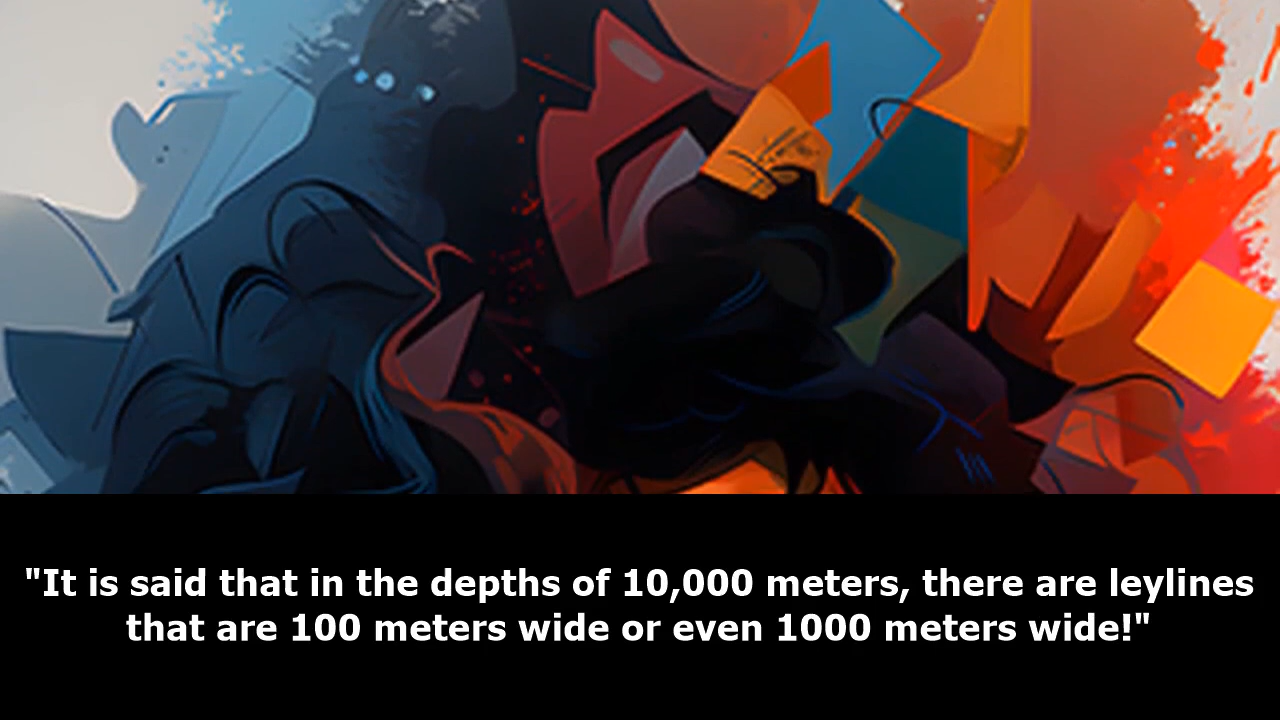 "It is said that in the depths of 10,000 meters, there are leylines
that are 100 meters wide or even 1000 meters wide!"